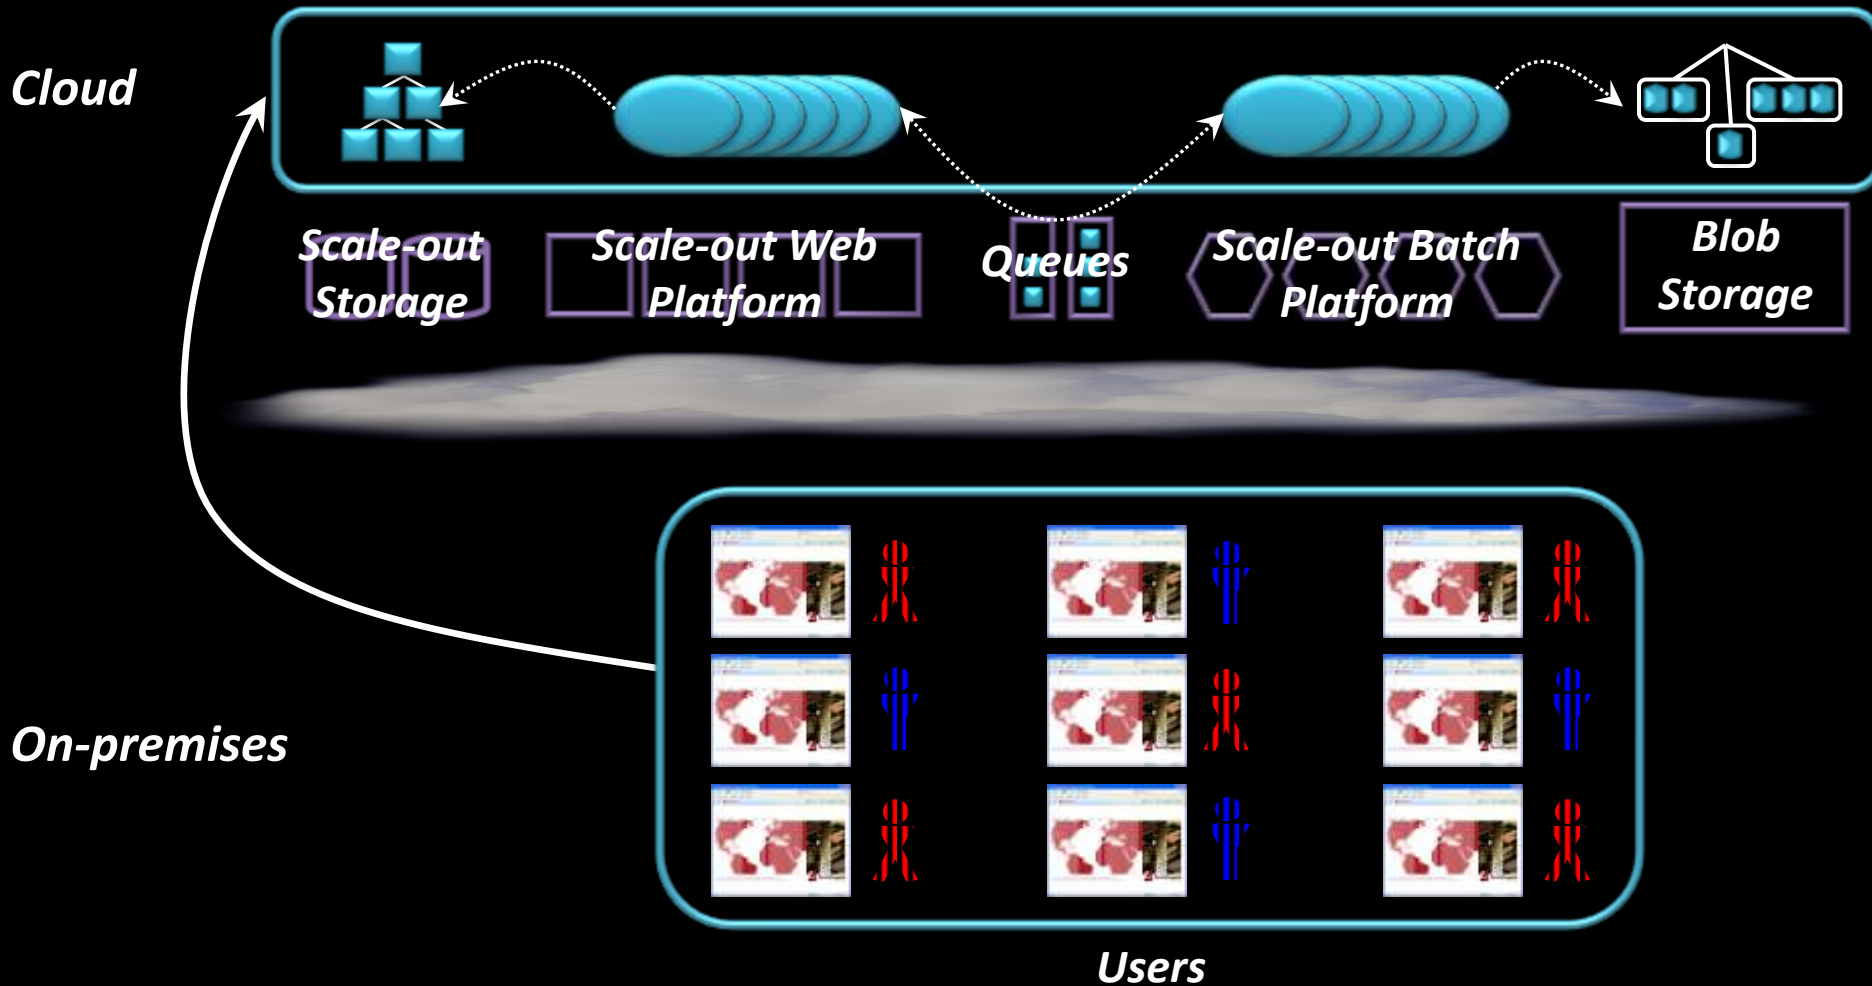 Cloud
Scale-out
Storage
Scale-out Web
Platform
Queues
Scale-out Batch
Platform
Blob
Storage
On-premises
Users